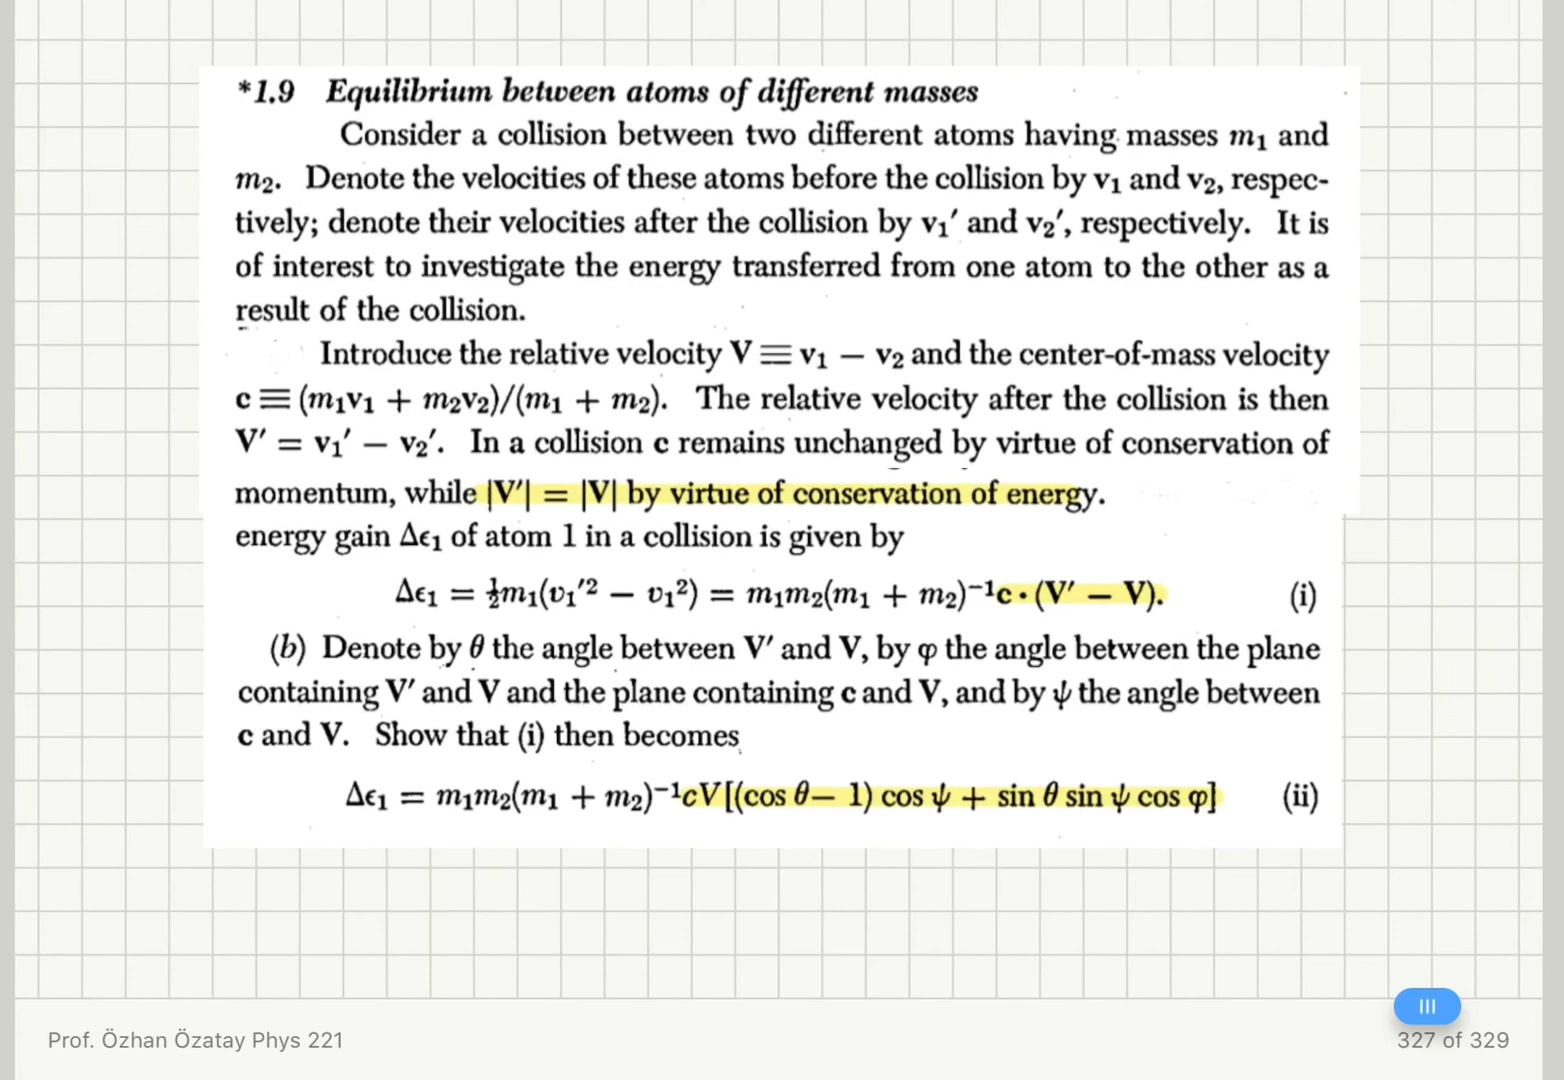 *1.9 Equilibrium between atoms of different masses
Consider a collision between two different atoms having masses m₁ and
m₂. Denote the velocities of these atoms before the collision by v₁ and v₂, respec-
tively; denote their velocities after the collision by v₁′ and v₂′, respectively. It is
of interest to investigate the energy transferred from one atom to the other as a
result of the collision.
Introduce the relative velocity V ≡ v₁ − v₂ and the center-of-mass velocity
c ≡ (m₁v₁ + m₂v₂)/(m₁ + m₂). The relative velocity after the collision is then
V′ = v₁′ − v₂′. In a collision c remains unchanged by virtue of conservation of
momentum, while |V′| = |V| by virtue of conservation of energy.
energy gain Δϵ₁ of atom 1 in a collision is given by
Δϵ₁ = ½m₁(v₁′² − v₁²) = m₁m₂(m₁ + m₂)⁻¹c · (V′ − V). (i)
(b) Denote by θ the angle between V′ and V, by φ the angle between the plane
containing V′ and V and the plane containing c and V, and by ψ the angle between
c and V. Show that (i) then becomes
Δϵ₁ = m₁m₂(m₁ + m₂)⁻¹cV[(cos θ − 1) cos ψ + sin θ sin ψ cos φ] (ii)
Prof. Özhan Özatay Phys 221
327 of 329